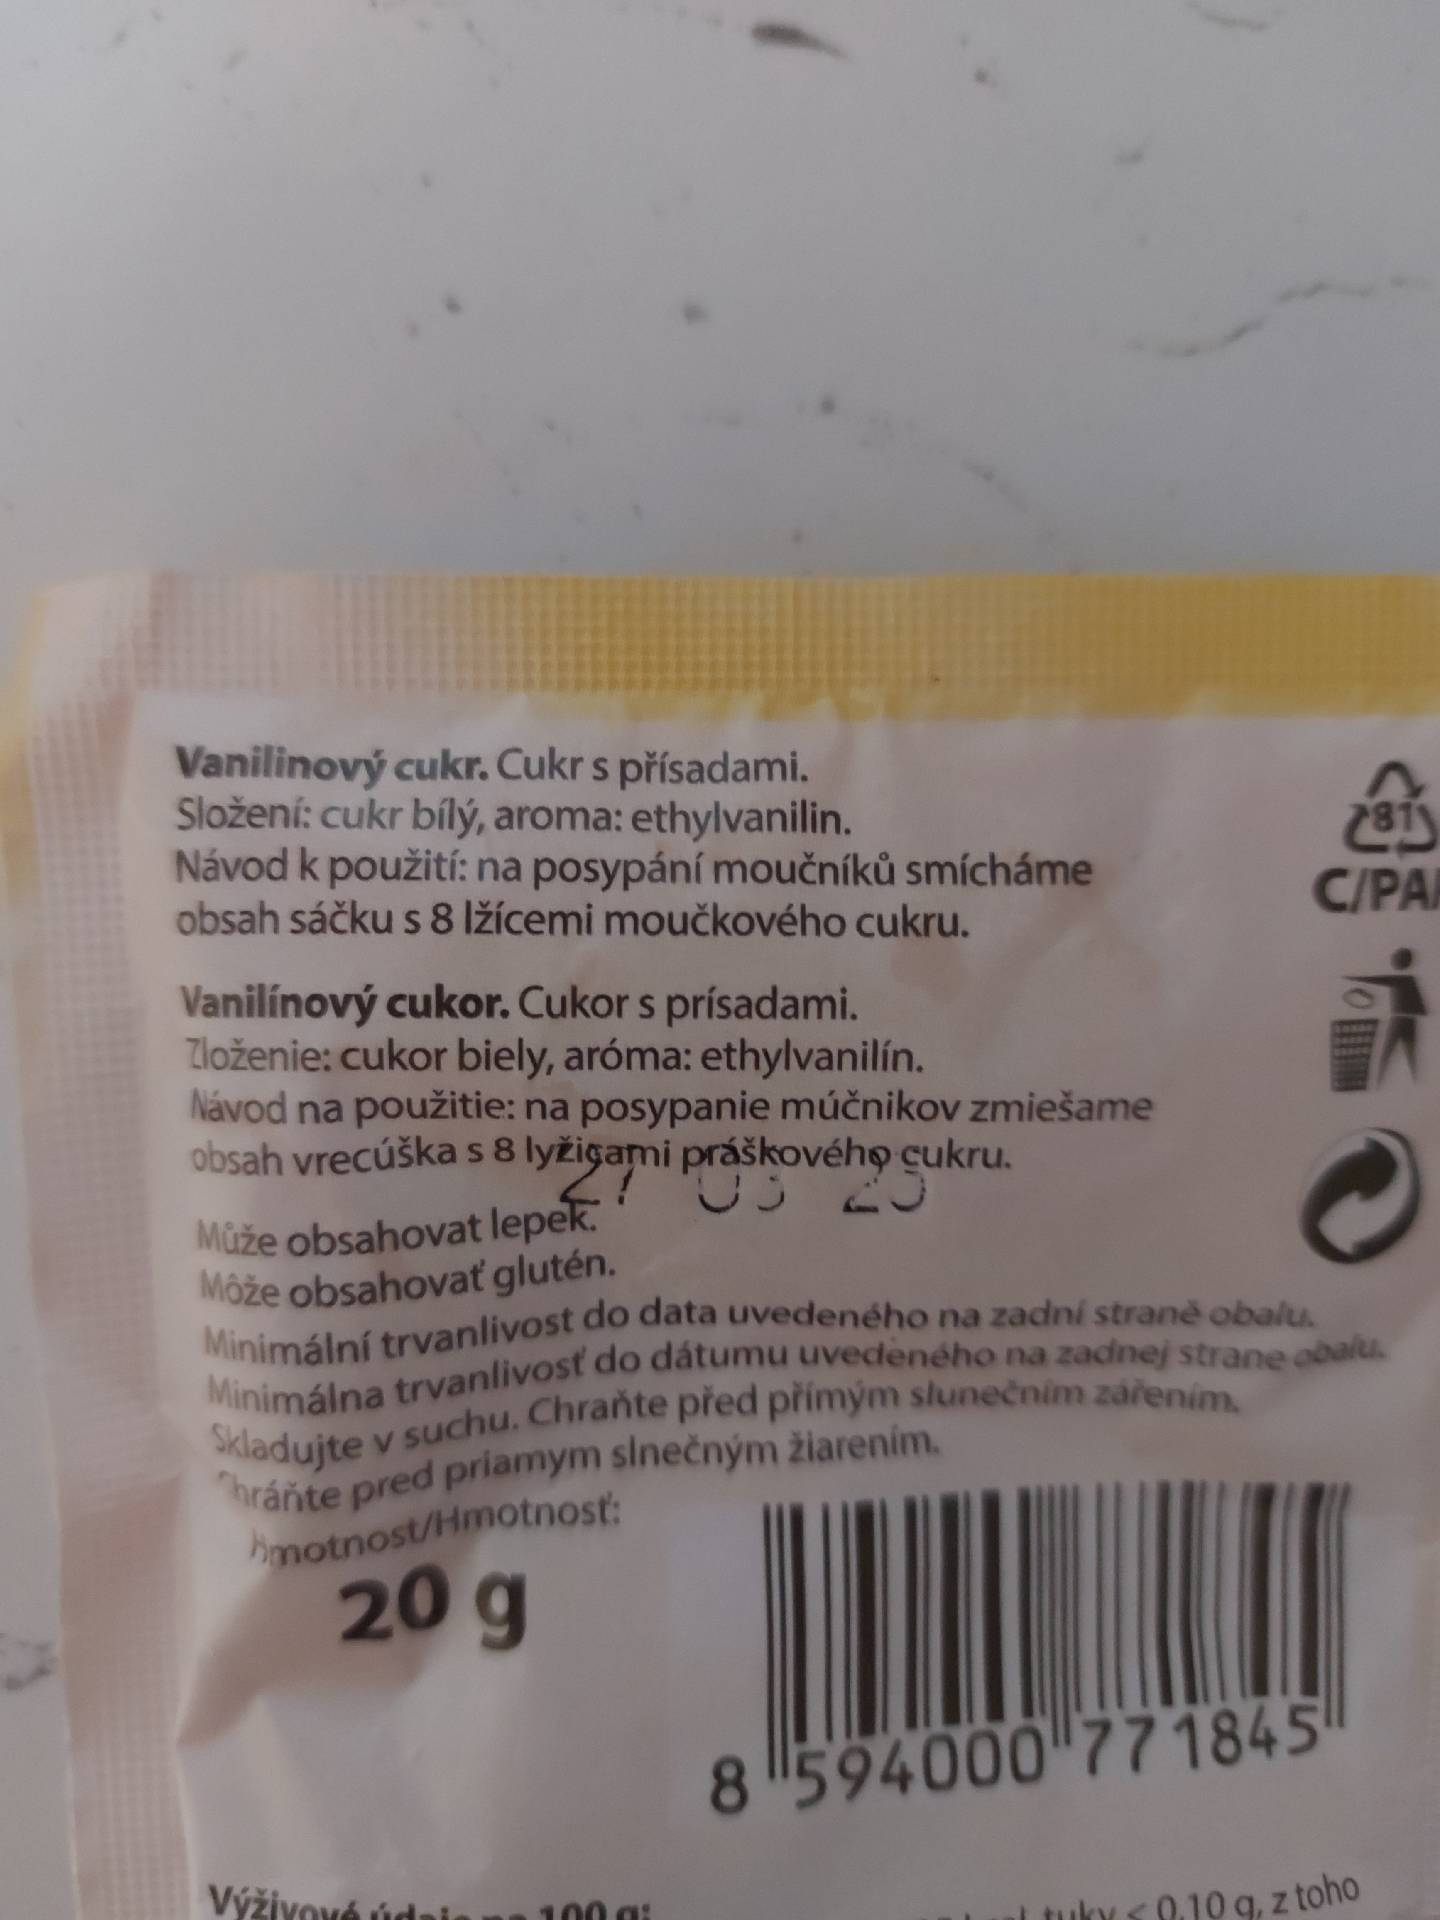 Vanilinový cukr. Cukr s přísadami.
Složení: cukr bílý, aroma: ethylvanilin.
Návod k použití: na posypání moučníků smícháme
obsah sáčku s 8 lžícemi moučkového cukru.
81
C/PA
Vanilínový cukor. Cukor s prísadami.
Zloženie: cukor biely, aróma: ethylvanilín.
Návod na použitie: na posypanie múčnikov zmiešame
obsah vrecúška s 8 lyžicami práškového cukru.
Může obsahovat lepek.
Môže obsahovať glutén.
Minimální trvanlivost do data uvedeného na zadní straně obalu.
Minimálna trvanlivosť do dátumu uvedeného na zadnej strane obalu.
Skladujte v suchu. Chraňte před přímým slunečním zářením.
Chráňte pred priamym slnečným žiarením.
Hmotnost/Hmotnosť:
20 g
8 594000 771845
Výživové údaje na 100 g:
tuky < 0,10 g, z toho